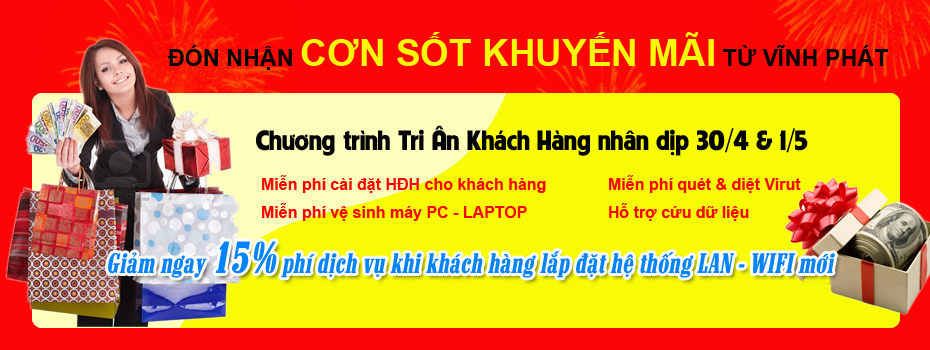 ĐÓN NHẬN CƠN SỐT KHUYẾN MÃI TỪ VĨNH PHÁT
Chương trình Tri Ân Khách Hàng nhân dịp 30/4 & 1/5
Miễn phí cài đặt HĐH cho khách hàng
Miễn phí quét & diệt Virut
Miễn phí vệ sinh máy PC - LAPTOP
Hỗ trợ cứu dữ liệu
Giảm ngay 15% phí dịch vụ khi khách hàng lắp đặt hệ thống LAN - WIFI mới